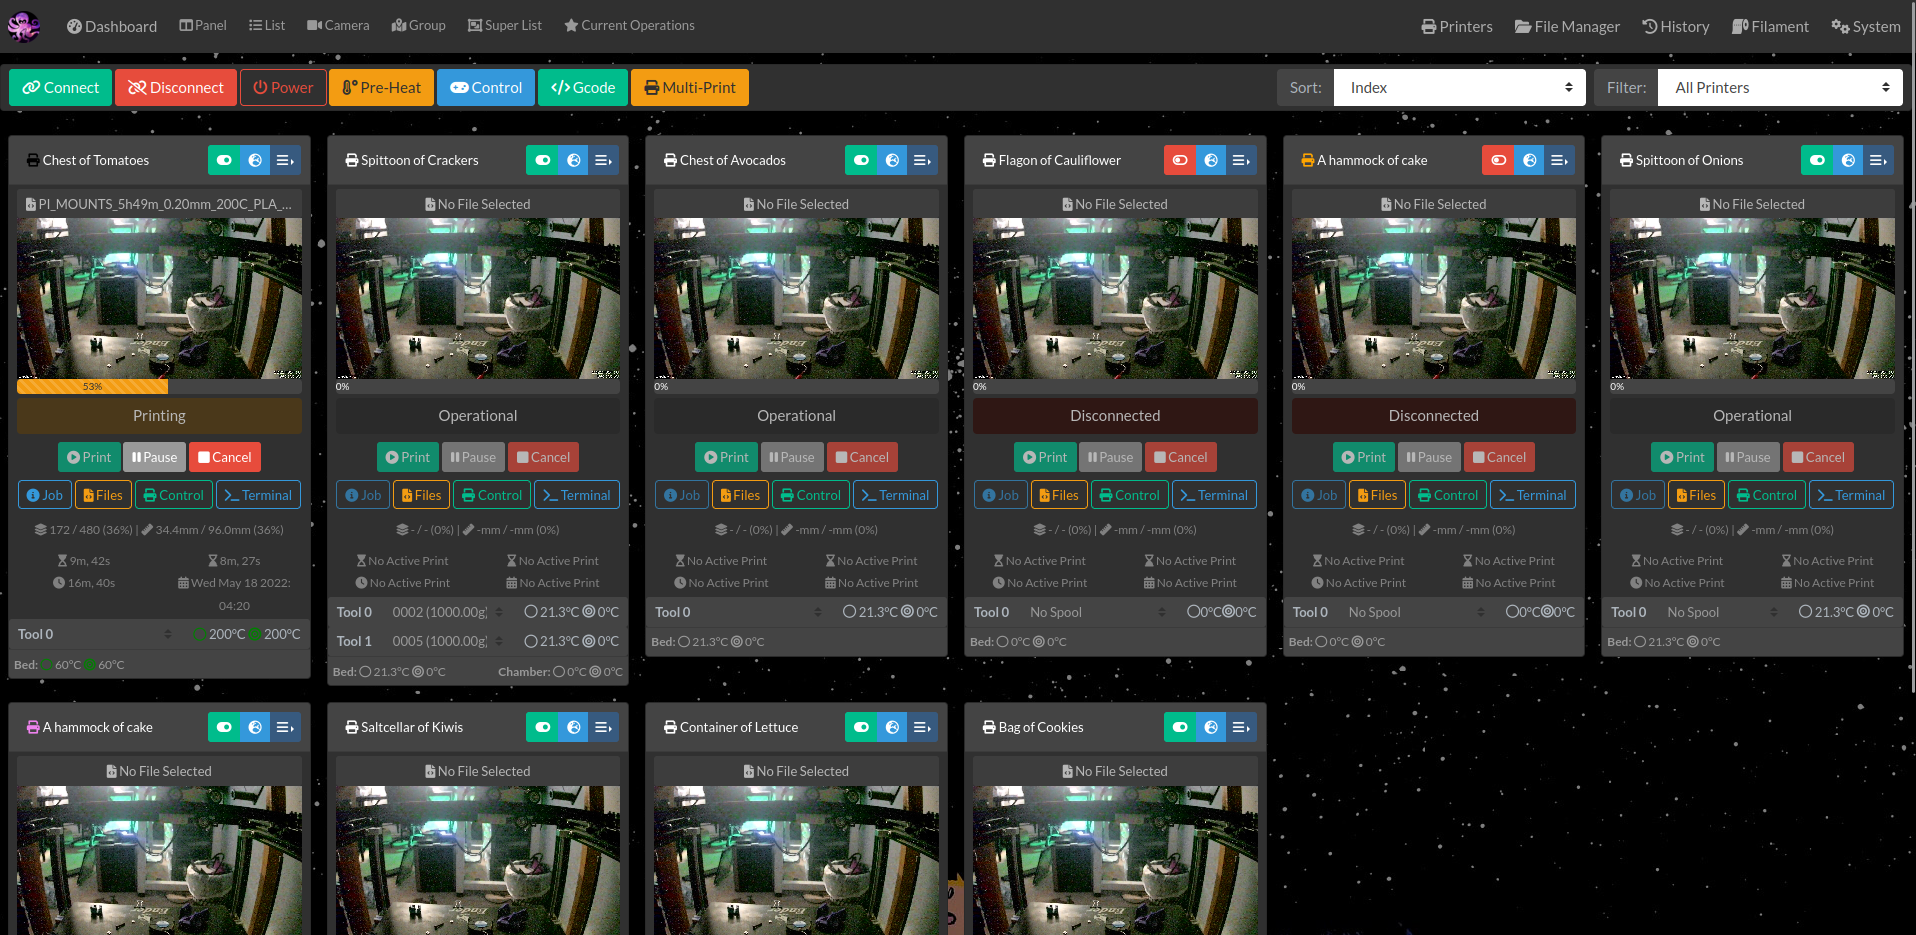 Dashboard Panel List Camera Group Super List Current Operations Printers File Manager History Filament System
Connect Disconnect Power Pre-Heat Control Gcode Multi-Print Sort: Index Filter: All Printers
Chest of Tomatoes
PI_MOUNTS_5h49m_0.20mm_200C_PLA_...
53%
Printing
Print Pause Cancel
Job Files Control Terminal
172 / 480 (36%) | 34.4mm / 96.0mm (36%)
9m, 42s 8m, 27s
16m, 40s Wed May 18 2022:
04:20
Tool 0 200°C 200°C
Bed: 60°C 60°C
Spittoon of Crackers
No File Selected
0%
Operational
Print Pause Cancel
Job Files Control Terminal
- / - (0%) | -mm / -mm (0%)
No Active Print No Active Print
No Active Print No Active Print
Tool 0 0002 (1000.00g) 21.3°C 0°C
Tool 1 0005 (1000.00g) 21.3°C 0°C
Bed: 21.3°C 0°C Chamber: 0°C 0°C
Chest of Avocados
No File Selected
0%
Operational
Print Pause Cancel
Job Files Control Terminal
- / - (0%) | -mm / -mm (0%)
No Active Print No Active Print
No Active Print No Active Print
Tool 0 21.3°C 0°C
Bed: 21.3°C 0°C
Flagon of Cauliflower
No File Selected
0%
Disconnected
Print Pause Cancel
Job Files Control Terminal
- / - (0%) | -mm / -mm (0%)
No Active Print No Active Print
No Active Print No Active Print
Tool 0 No Spool 0°C 0°C
Bed: 0°C 0°C
A hammock of cake
No File Selected
0%
Disconnected
Print Pause Cancel
Job Files Control Terminal
- / - (0%) | -mm / -mm (0%)
No Active Print No Active Print
No Active Print No Active Print
Tool 0 No Spool 0°C 0°C
Bed: 0°C 0°C
Spittoon of Onions
No File Selected
0%
Operational
Print Pause Cancel
Job Files Control Terminal
- / - (0%) | -mm / -mm (0%)
No Active Print No Active Print
No Active Print No Active Print
Tool 0 No Spool 21.3°C 0°C
Bed: 21.3°C 0°C
A hammock of cake
No File Selected
Saltcellar of Kiwis
No File Selected
Container of Lettuce
No File Selected
Bag of Cookies
No File Selected